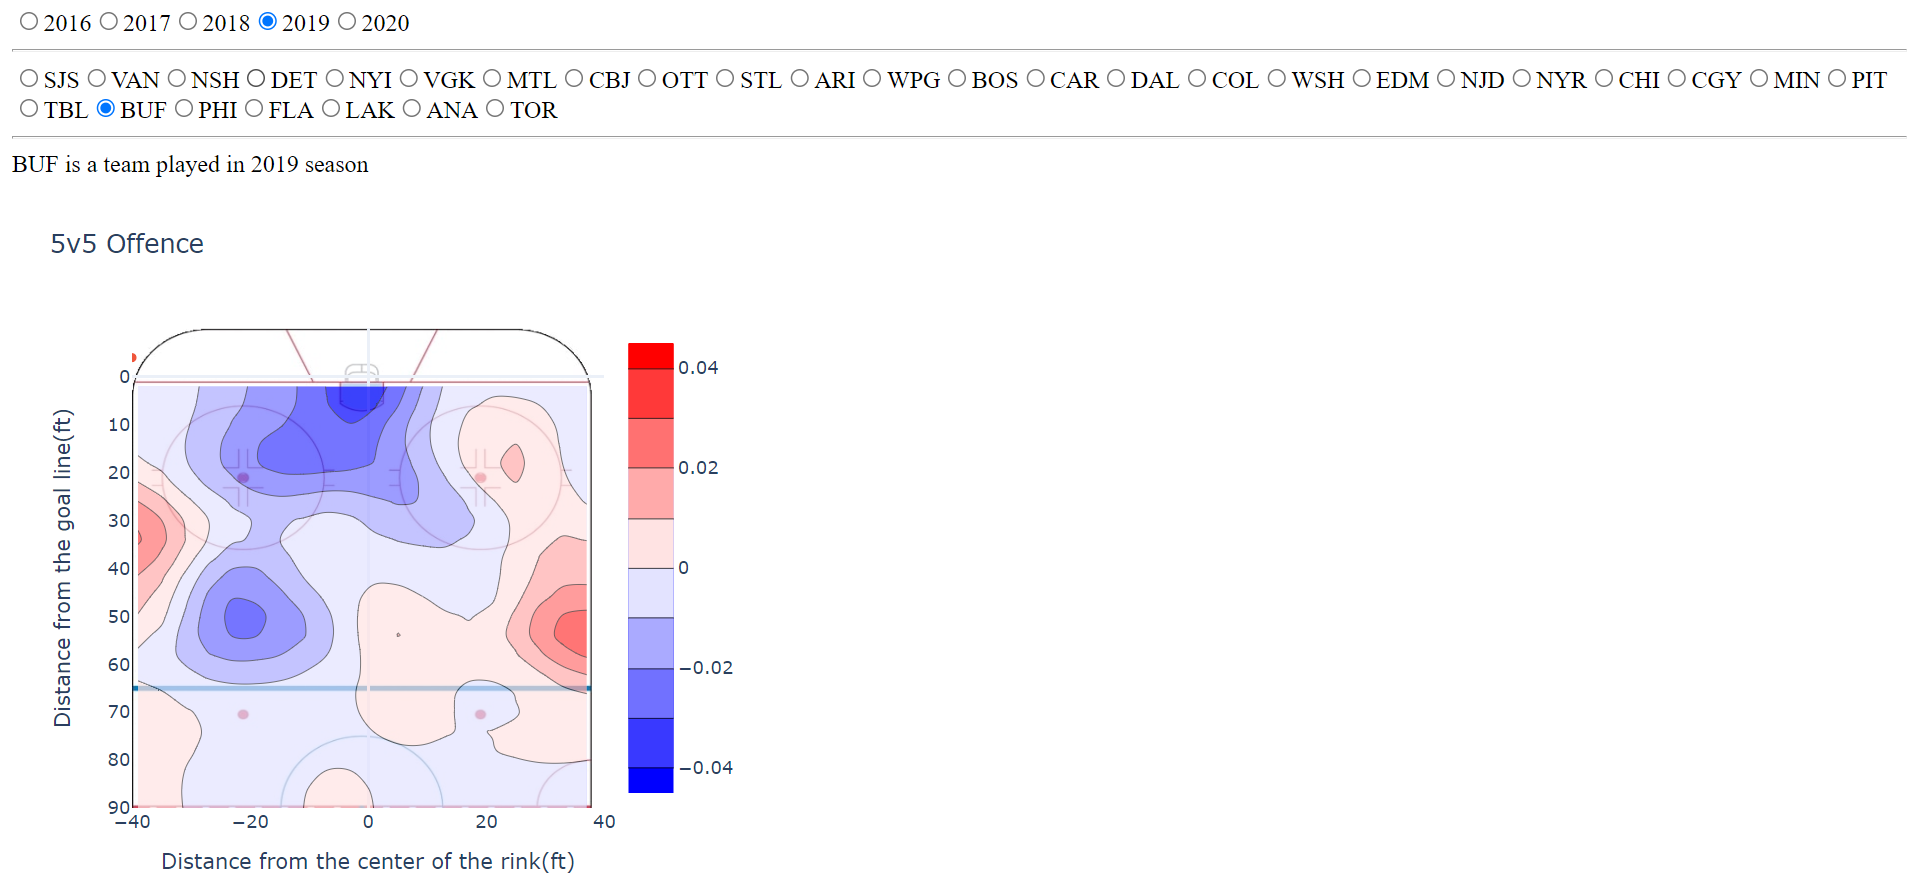 2016 2017 2018 2019 2020
SJS VAN NSH DET NYI VGK MTL CBJ OTT STL ARI WPG BOS CAR DAL COL WSH EDM NJD NYR CHI CGY MIN PIT
TBL BUF PHI FLA LAK ANA TOR
BUF is a team played in 2019 season
5v5 Offence
Distance from the goal line(ft)
0
10
20
30
40
50
60
70
80
90
−40 −20 0 20 40
Distance from the center of the rink(ft)
0.04
0.02
0
−0.02
−0.04